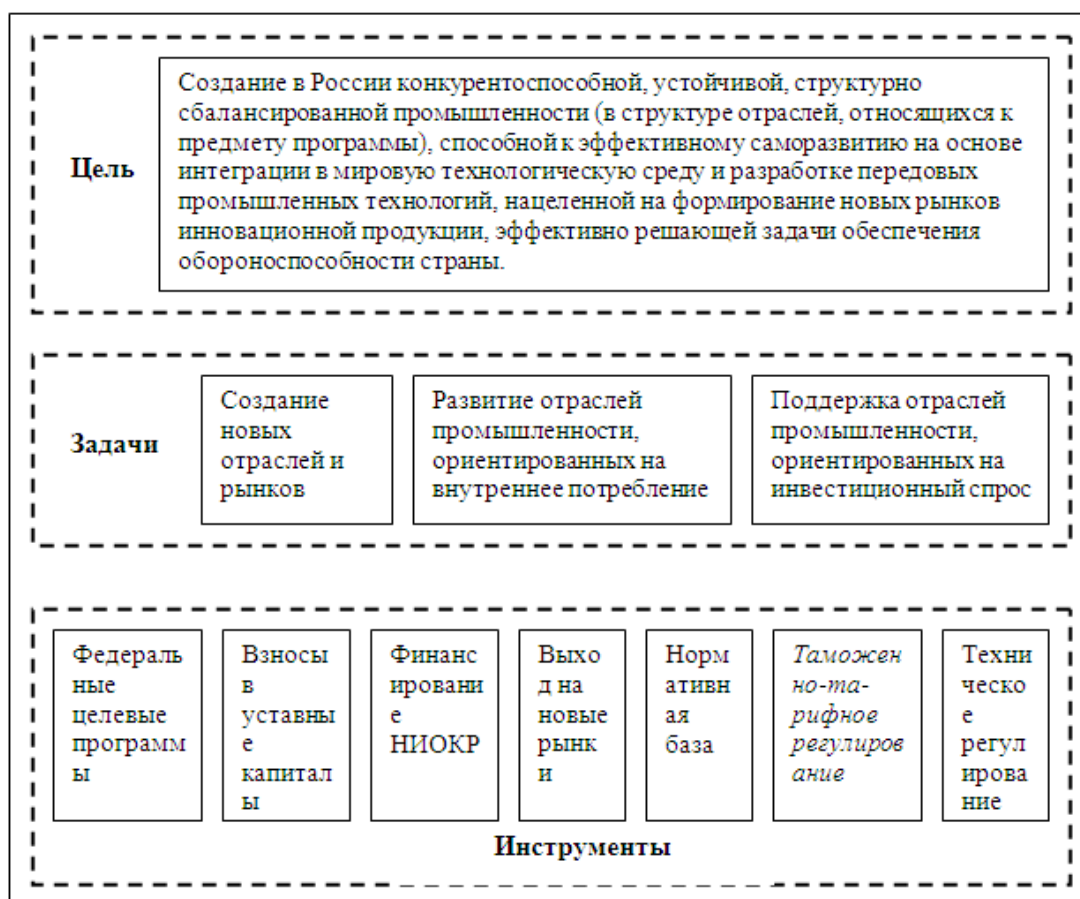 Создание в России конкурентоспособной, устойчивой, структурно
сбалансированной промышленности (в структуре отраслей, относящихся к
предмету программы), способной к эффективному саморазвитию на основе
интеграции в мировую технологическую среду и разработке передовых
промышленных технологий, нацеленной на формирование новых рынков
инновационной продукции, эффективно решающей задачи обеспечения
обороноспособности страны.
Цель
Задачи
Создание
новых
отраслей и
рынков
Развитие отраслей
промышленности,
ориентированных на
внутреннее потребление
Поддержка отраслей
промышленности,
ориентированных на
инвестиционный спрос
Федераль
ные
целевые
программ
ы
Взносы
в
уставны
е
капитал
ы
Финанс
ировани
е
НИОКР
Выхо
д на
новые
рынк
и
Норм
ативн
ая
база
Таможен
но-та-
рифное
регулиров
ание
Техни
ческо
е
регул
ирова
ние
Инструменты